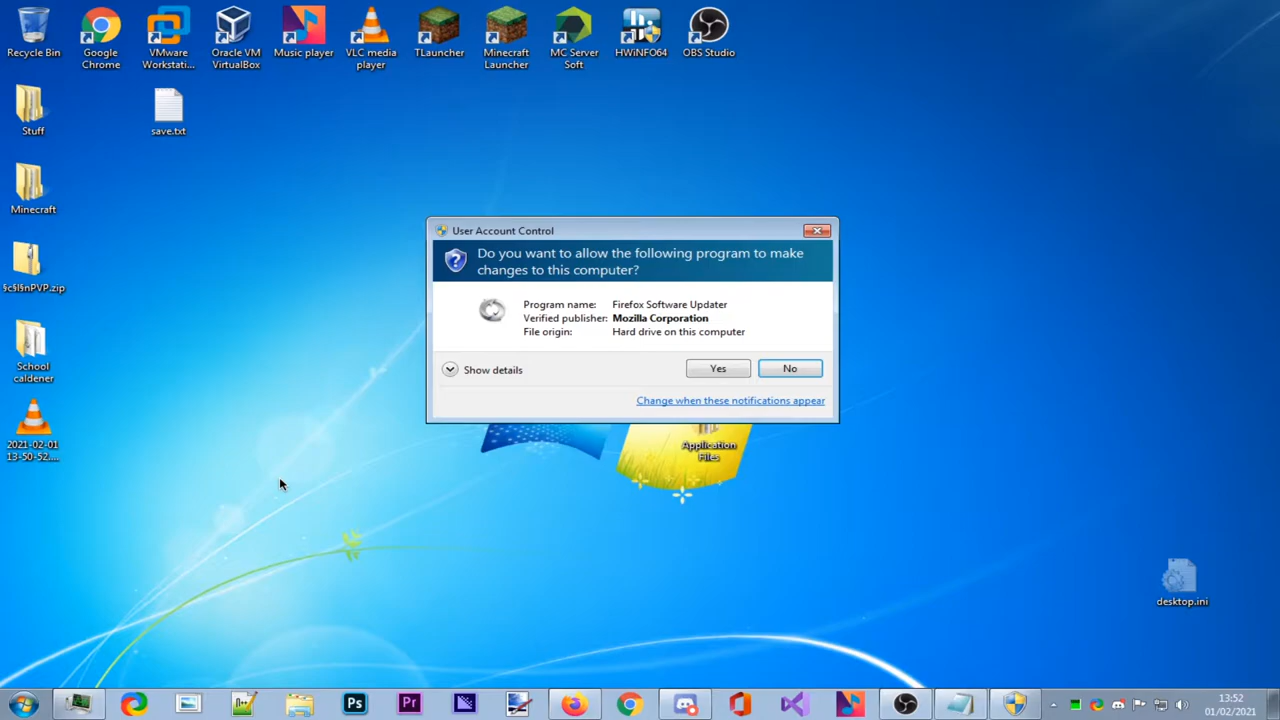 Recycle Bin
Google
Chrome
VMware
Workstati...
Oracle VM
VirtualBox
Music player
VLC media
player
TLauncher
Minecraft
Launcher
MC Server
Soft
HWiNFO64
OBS Studio
Stuff
save.txt
Minecraft
§c§l§nPVP.zip
School
caldener
2021-02-01
13-50-52....
User Account Control
Do you want to allow the following program to make
changes to this computer?
Program name: Firefox Software Updater
Verified publisher: Mozilla Corporation
File origin: Hard drive on this computer
Show details
Yes
No
Change when these notifications appear
Application
Files
desktop.ini
Ps
Pr
13:52
01/02/2021